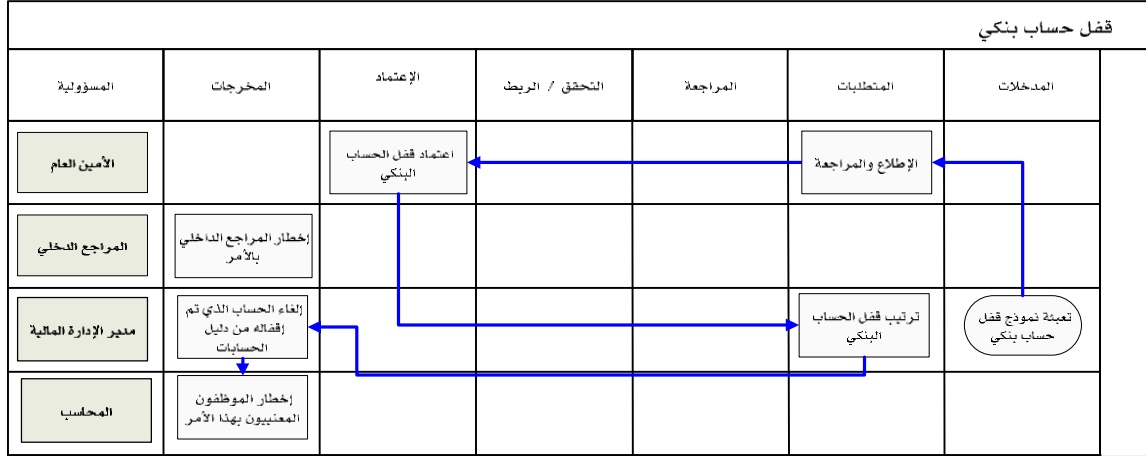 قفل حساب بنكي
المدخلات
المتطلبات
المراجعة
التحقق / الربط
الإعتماد
المخرجات
المسؤولية
الإطلاع والمراجعة
اعتماد قفل الحساب
البنكي
الأمين العام
إخطار المراجع الداخلي
بالأمر
المراجع الدخلي
تعبئة نموذج قفل
حساب بنكي
ترتيب قفل الحساب
البنكي
إلغاء الحساب الذي تم
إقفاله من دليل
الحسابات
مدير الإدارة المالية
إخطار الموظفون
المعنييون بهذا الأمر
المحاسب